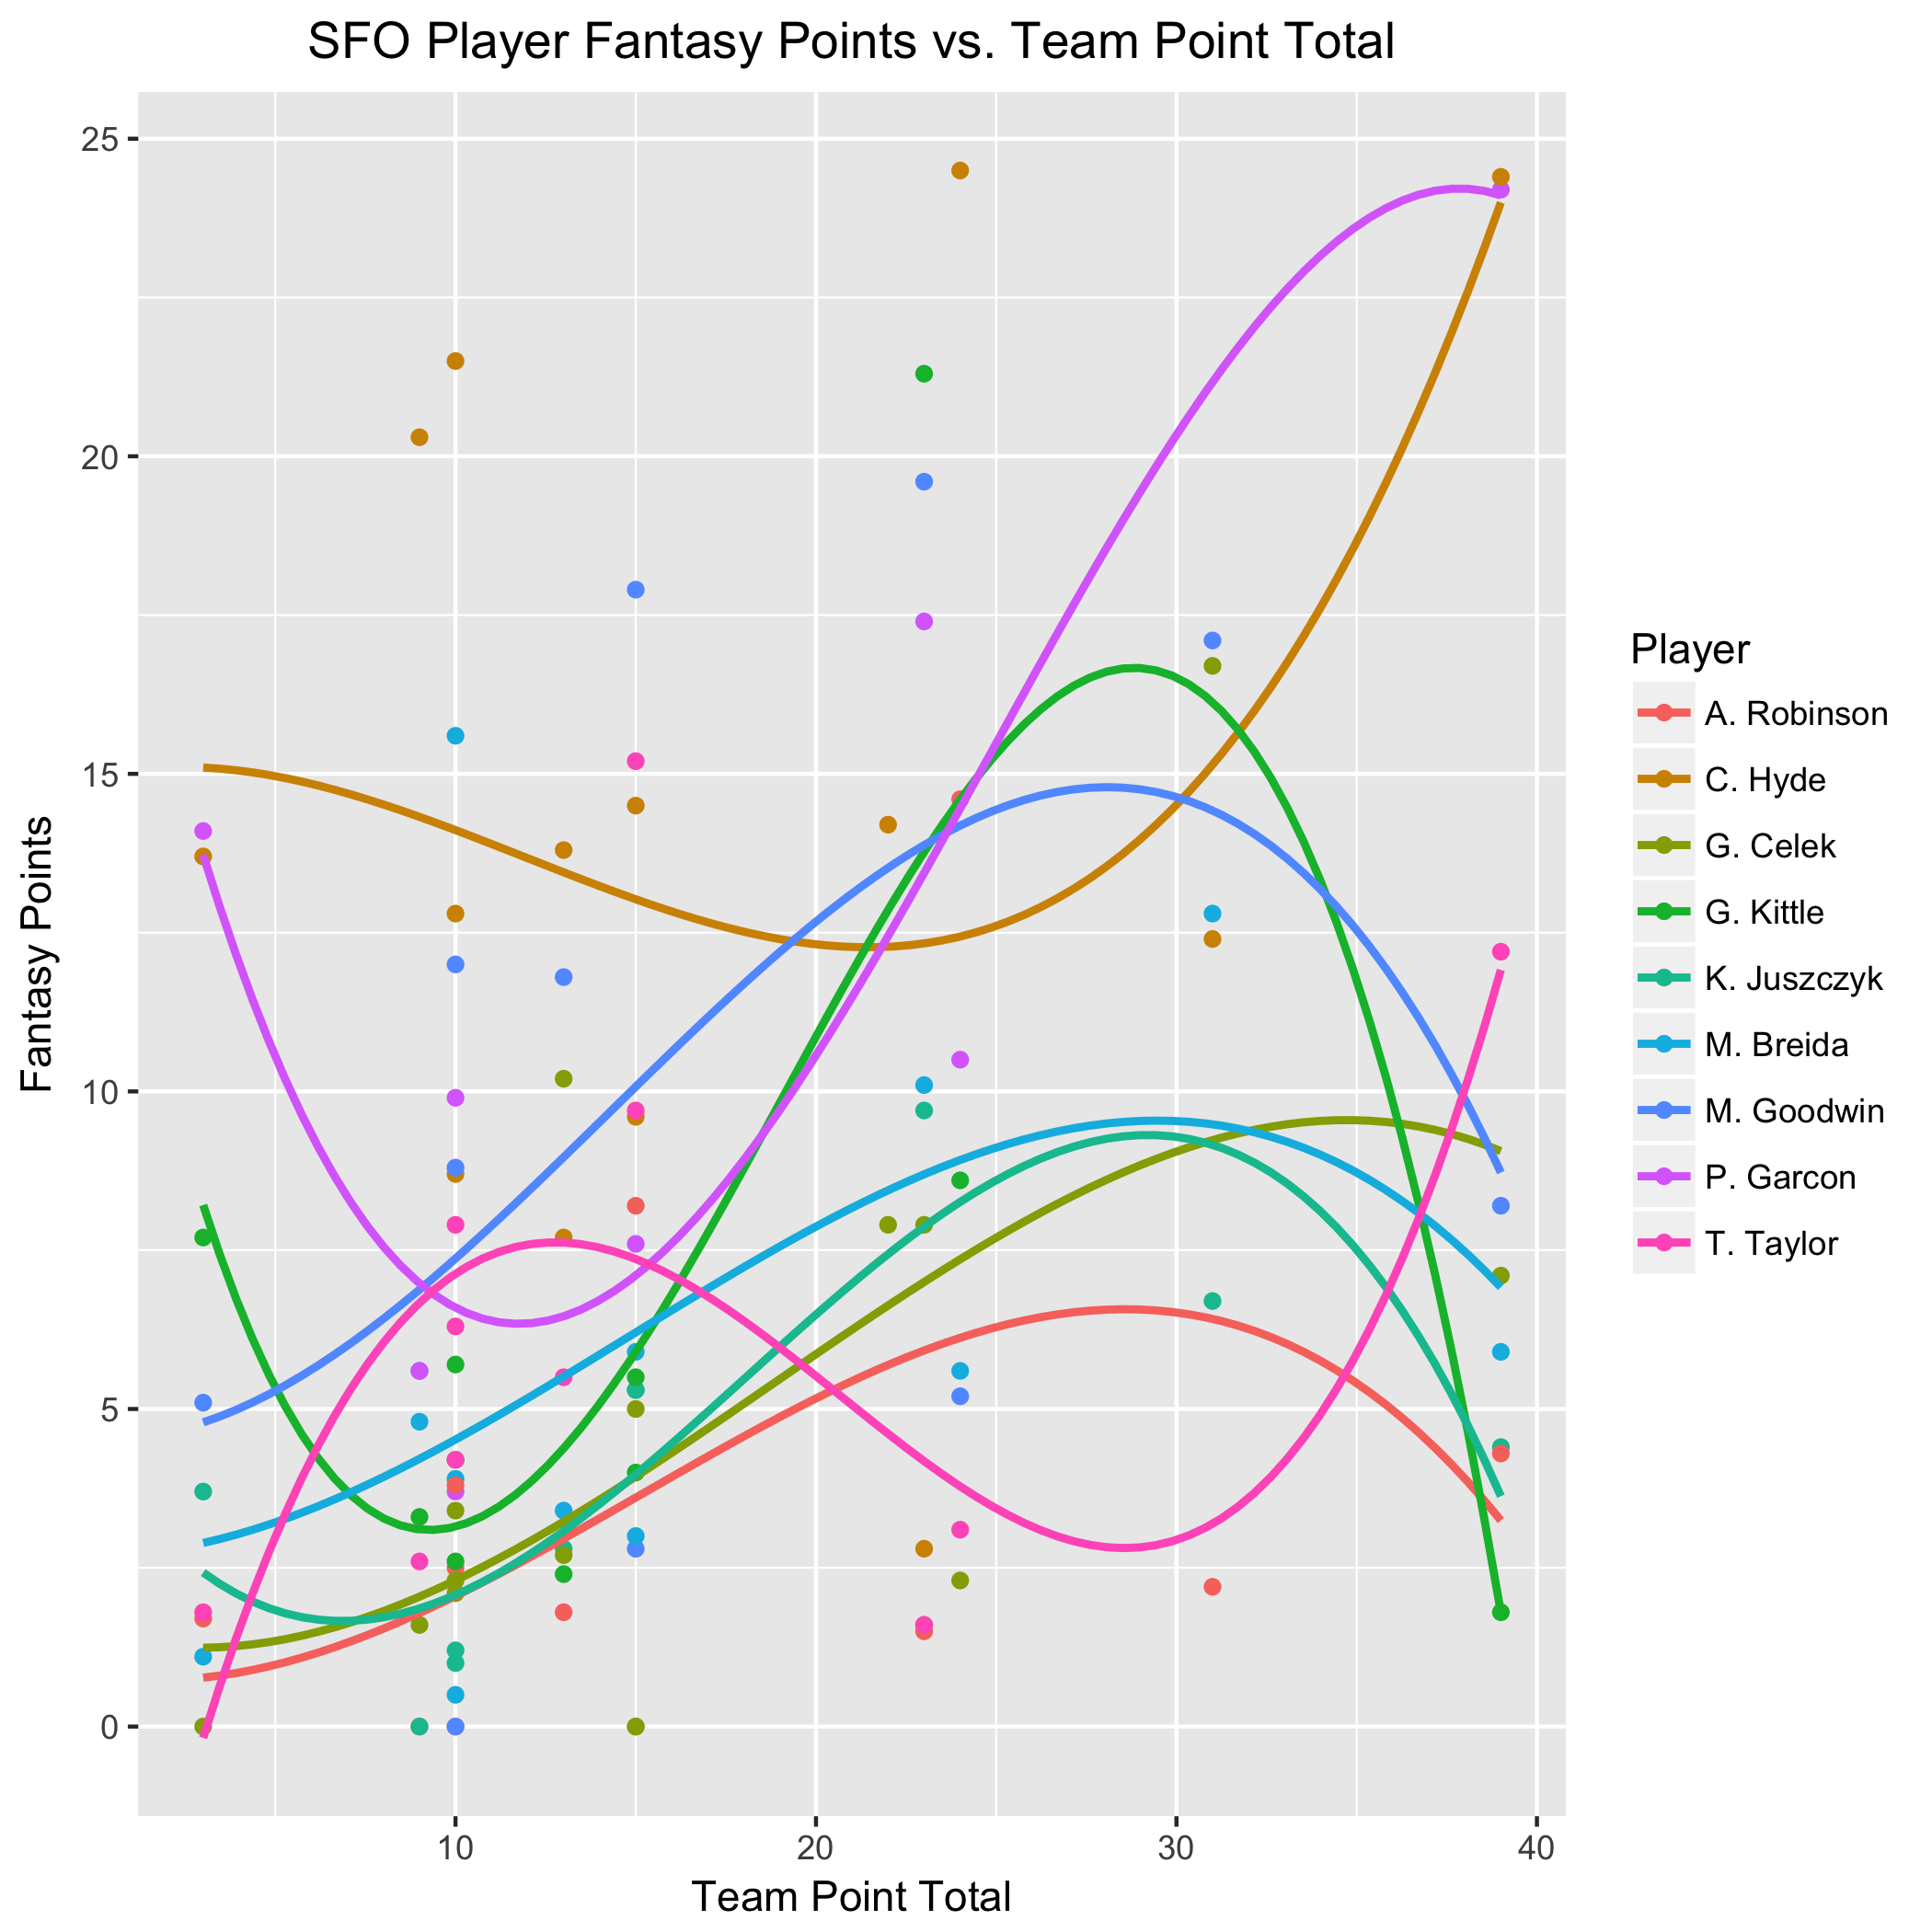 SFO Player Fantasy Points vs. Team Point Total
25
20
15
10
5
0
Fantasy Points
10 20 30 40
Team Point Total
Player
A. Robinson
C. Hyde
G. Celek
G. Kittle
K. Juszczyk
M. Breida
M. Goodwin
P. Garcon
T. Taylor